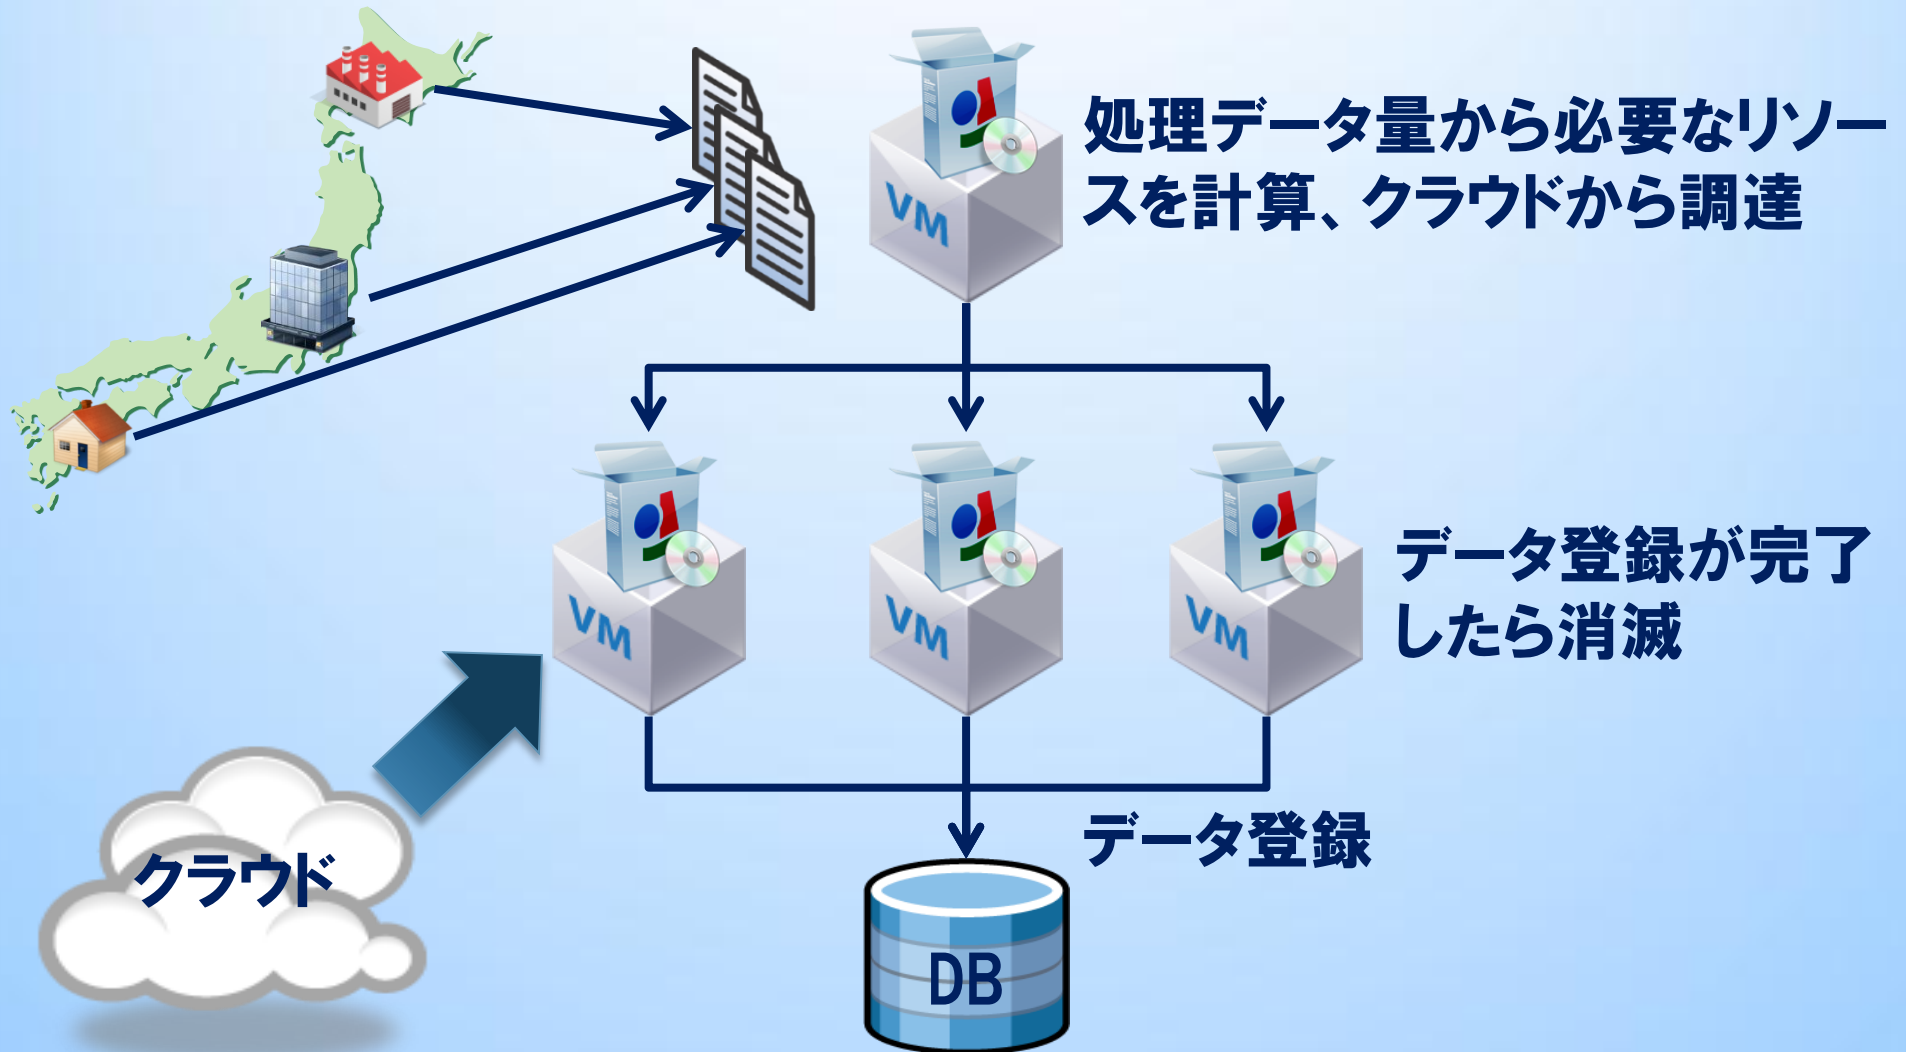 処理データ量から必要なリソー
スを計算、クラウドから調達
VM
VM
VM
VM
データ登録が完了
したら消滅
データ登録
クラウド
DB